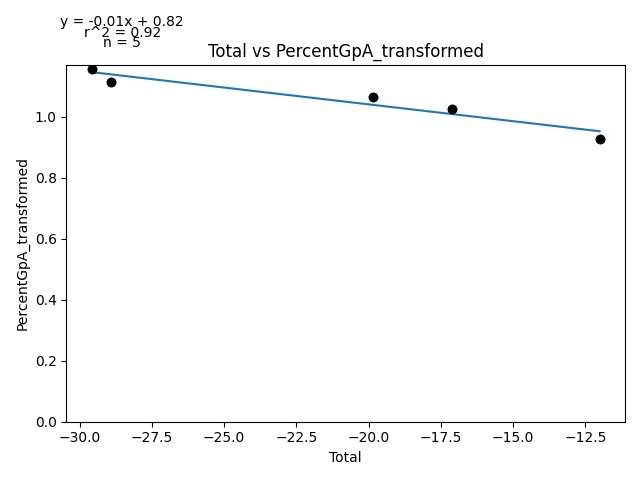 y = -0.01x + 0.82
r^2 = 0.92
n = 5
Total vs PercentGpA_transformed
PercentGpA_transformed
1.0
0.8
0.6
0.4
0.2
0.0
−30.0 −27.5 −25.0 −22.5 −20.0 −17.5 −15.0 −12.5
Total